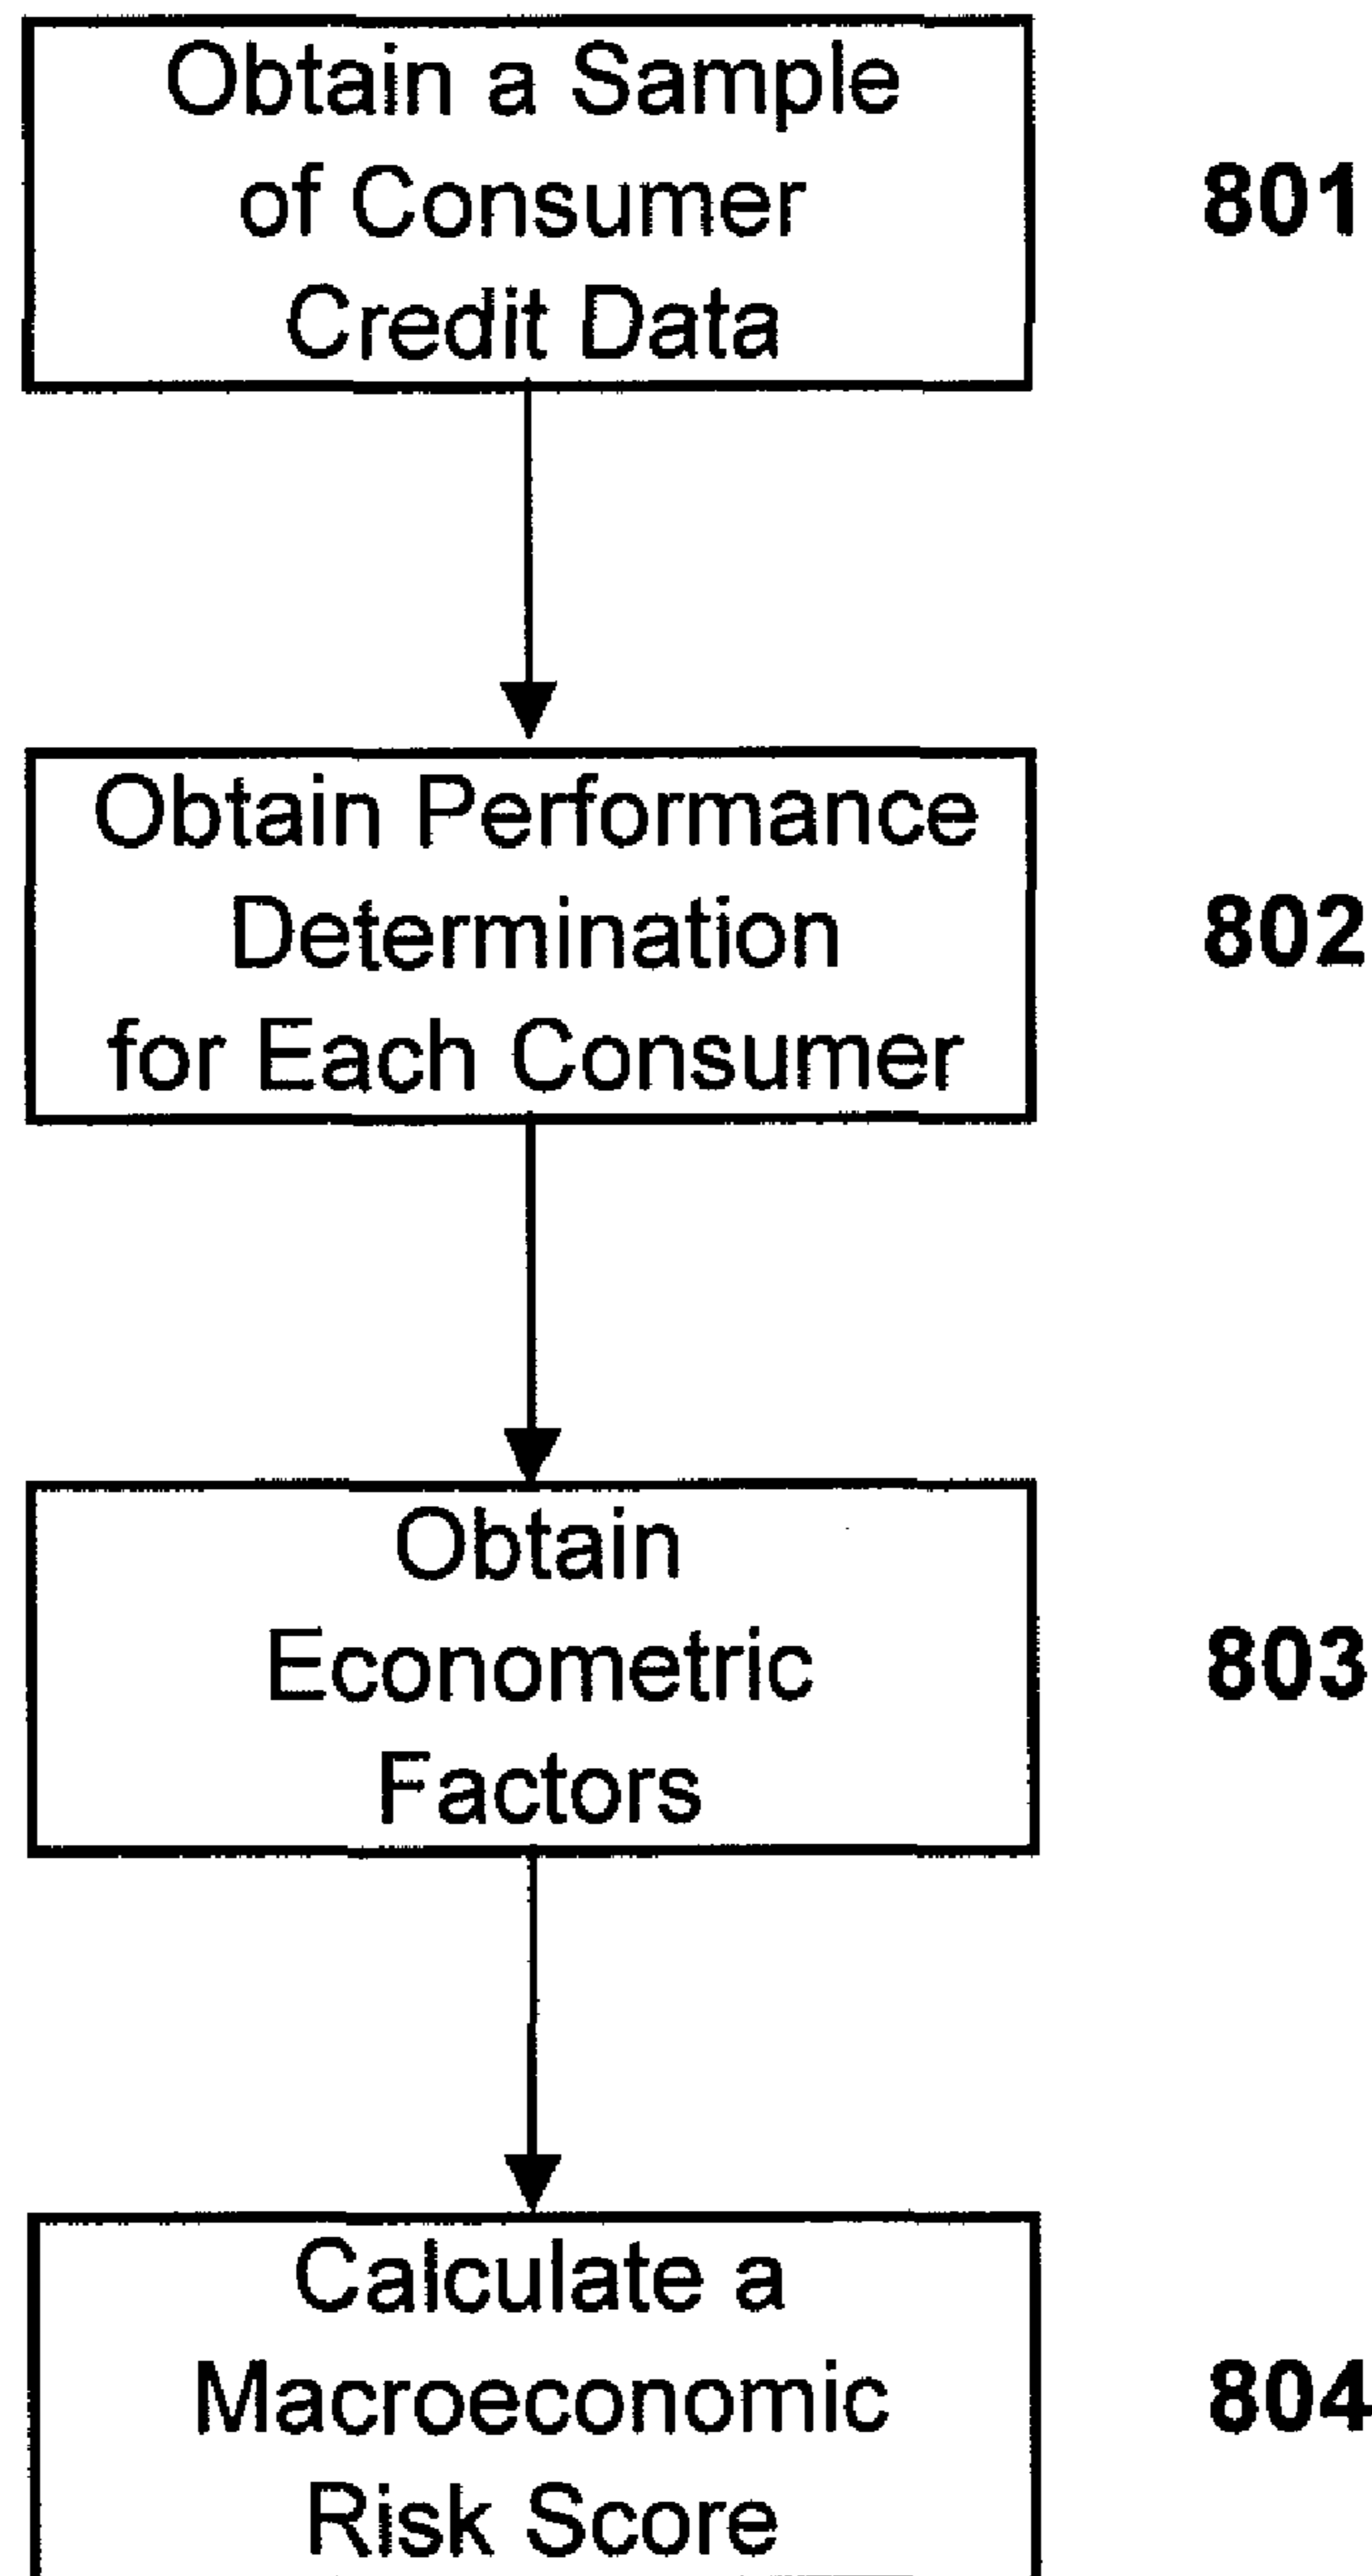 Obtain a Sample
of Consumer
Credit Data
801
Obtain Performance
Determination
for Each Consumer
802
Obtain
Econometric
Factors
803
Calculate a
Macroeconomic
Risk Score
804